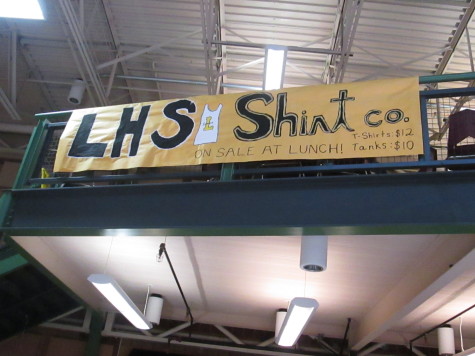 LHS Shirt co.
T-Shirts: $12
ON SALE AT LUNCH! Tanks: $10